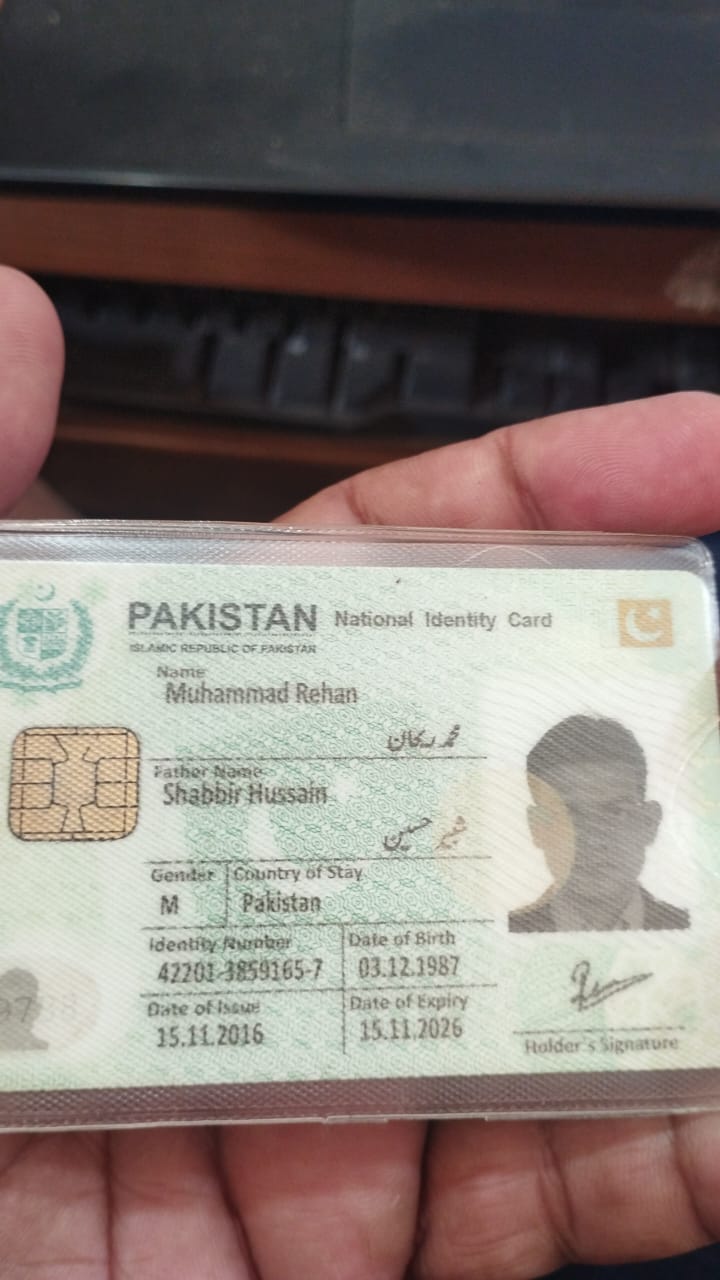 PAKISTAN National Identity Card
ISLAMIC REPUBLIC OF PAKISTAN
Name
Muhammad Rehan
محمد ریحان
Father Name
Shabbir Hussain
شبیر حسین
Gender Country of Stay
M Pakistan
Identity Number Date of Birth
42201-3859165-7 03.12.1987
Date of Issue Date of Expiry
15.11.2016 15.11.2026
Holder's Signature